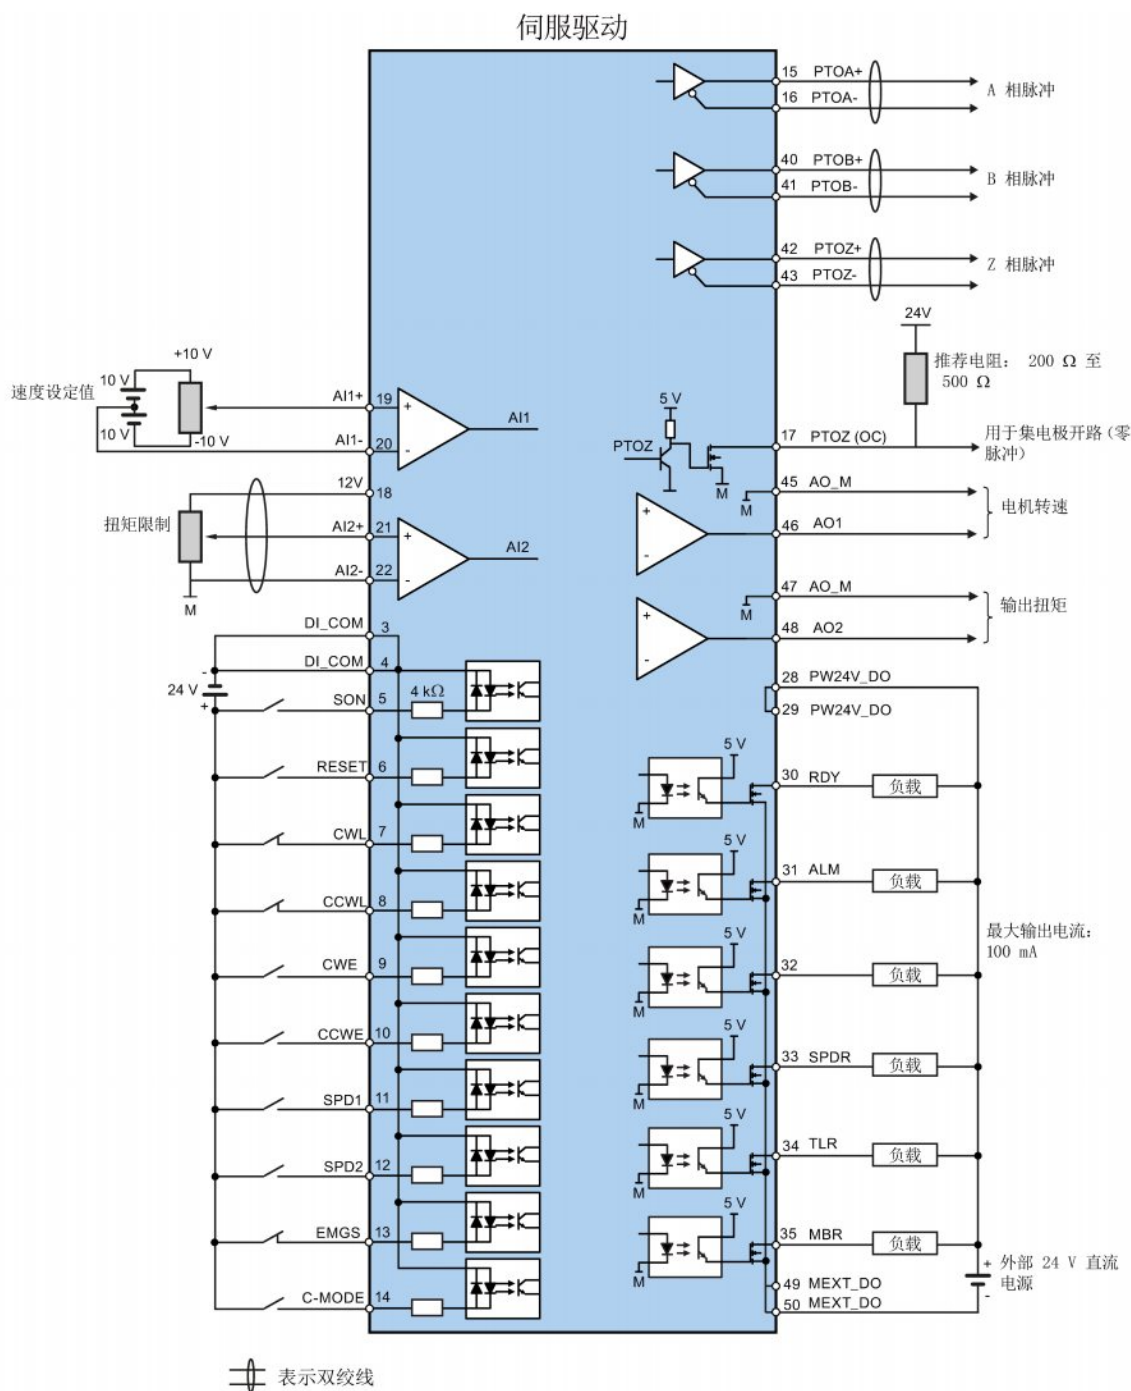 伺服驱动
15 PTOA+
16 PTOA-
A 相脉冲
40 PTOB+
41 PTOB-
B 相脉冲
42 PTOZ+
43 PTOZ-
Z 相脉冲
24V
推荐电阻: 200 Ω 至
500 Ω
5 V
PTOZ
M
17 PTOZ (OC)
用于集电极开路(零
脉冲)
速度设定值
10 V
10 V
+10 V
-10 V
AI1+ 19
AI1- 20
+
-
AI1
12V 18
扭矩限制
M
AI2+ 21
AI2- 22
+
-
AI2
M
45 AO_M
46 AO1
+
-
电机转速
M
47 AO_M
48 AO2
+
-
输出扭矩
DI_COM 3
DI_COM 4
-
24 V
+
SON 5
4 kΩ
RESET 6
CWL 7
CCWL 8
CWE 9
CCWE 10
SPD1 11
SPD2 12
EMGS 13
C-MODE 14
28 PW24V_DO
29 PW24V_DO
5 V
M
30 RDY
负载
5 V
M
31 ALM
负载
最大输出电流:
100 mA
5 V
M
32
负载
5 V
M
33 SPDR
负载
5 V
M
34 TLR
负载
5 V
M
35 MBR
负载
49 MEXT_DO
50 MEXT_DO
+
-
外部 24 V 直流
电源
表示双绞线